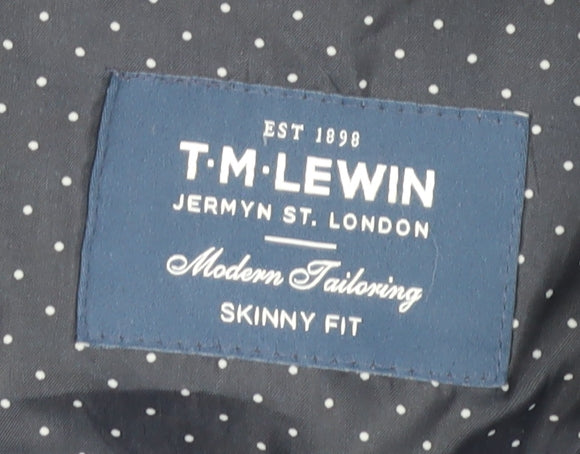 EST 1898
T·M·LEWIN
JERMYN ST. LONDON
Modern Tailoring
SKINNY FIT